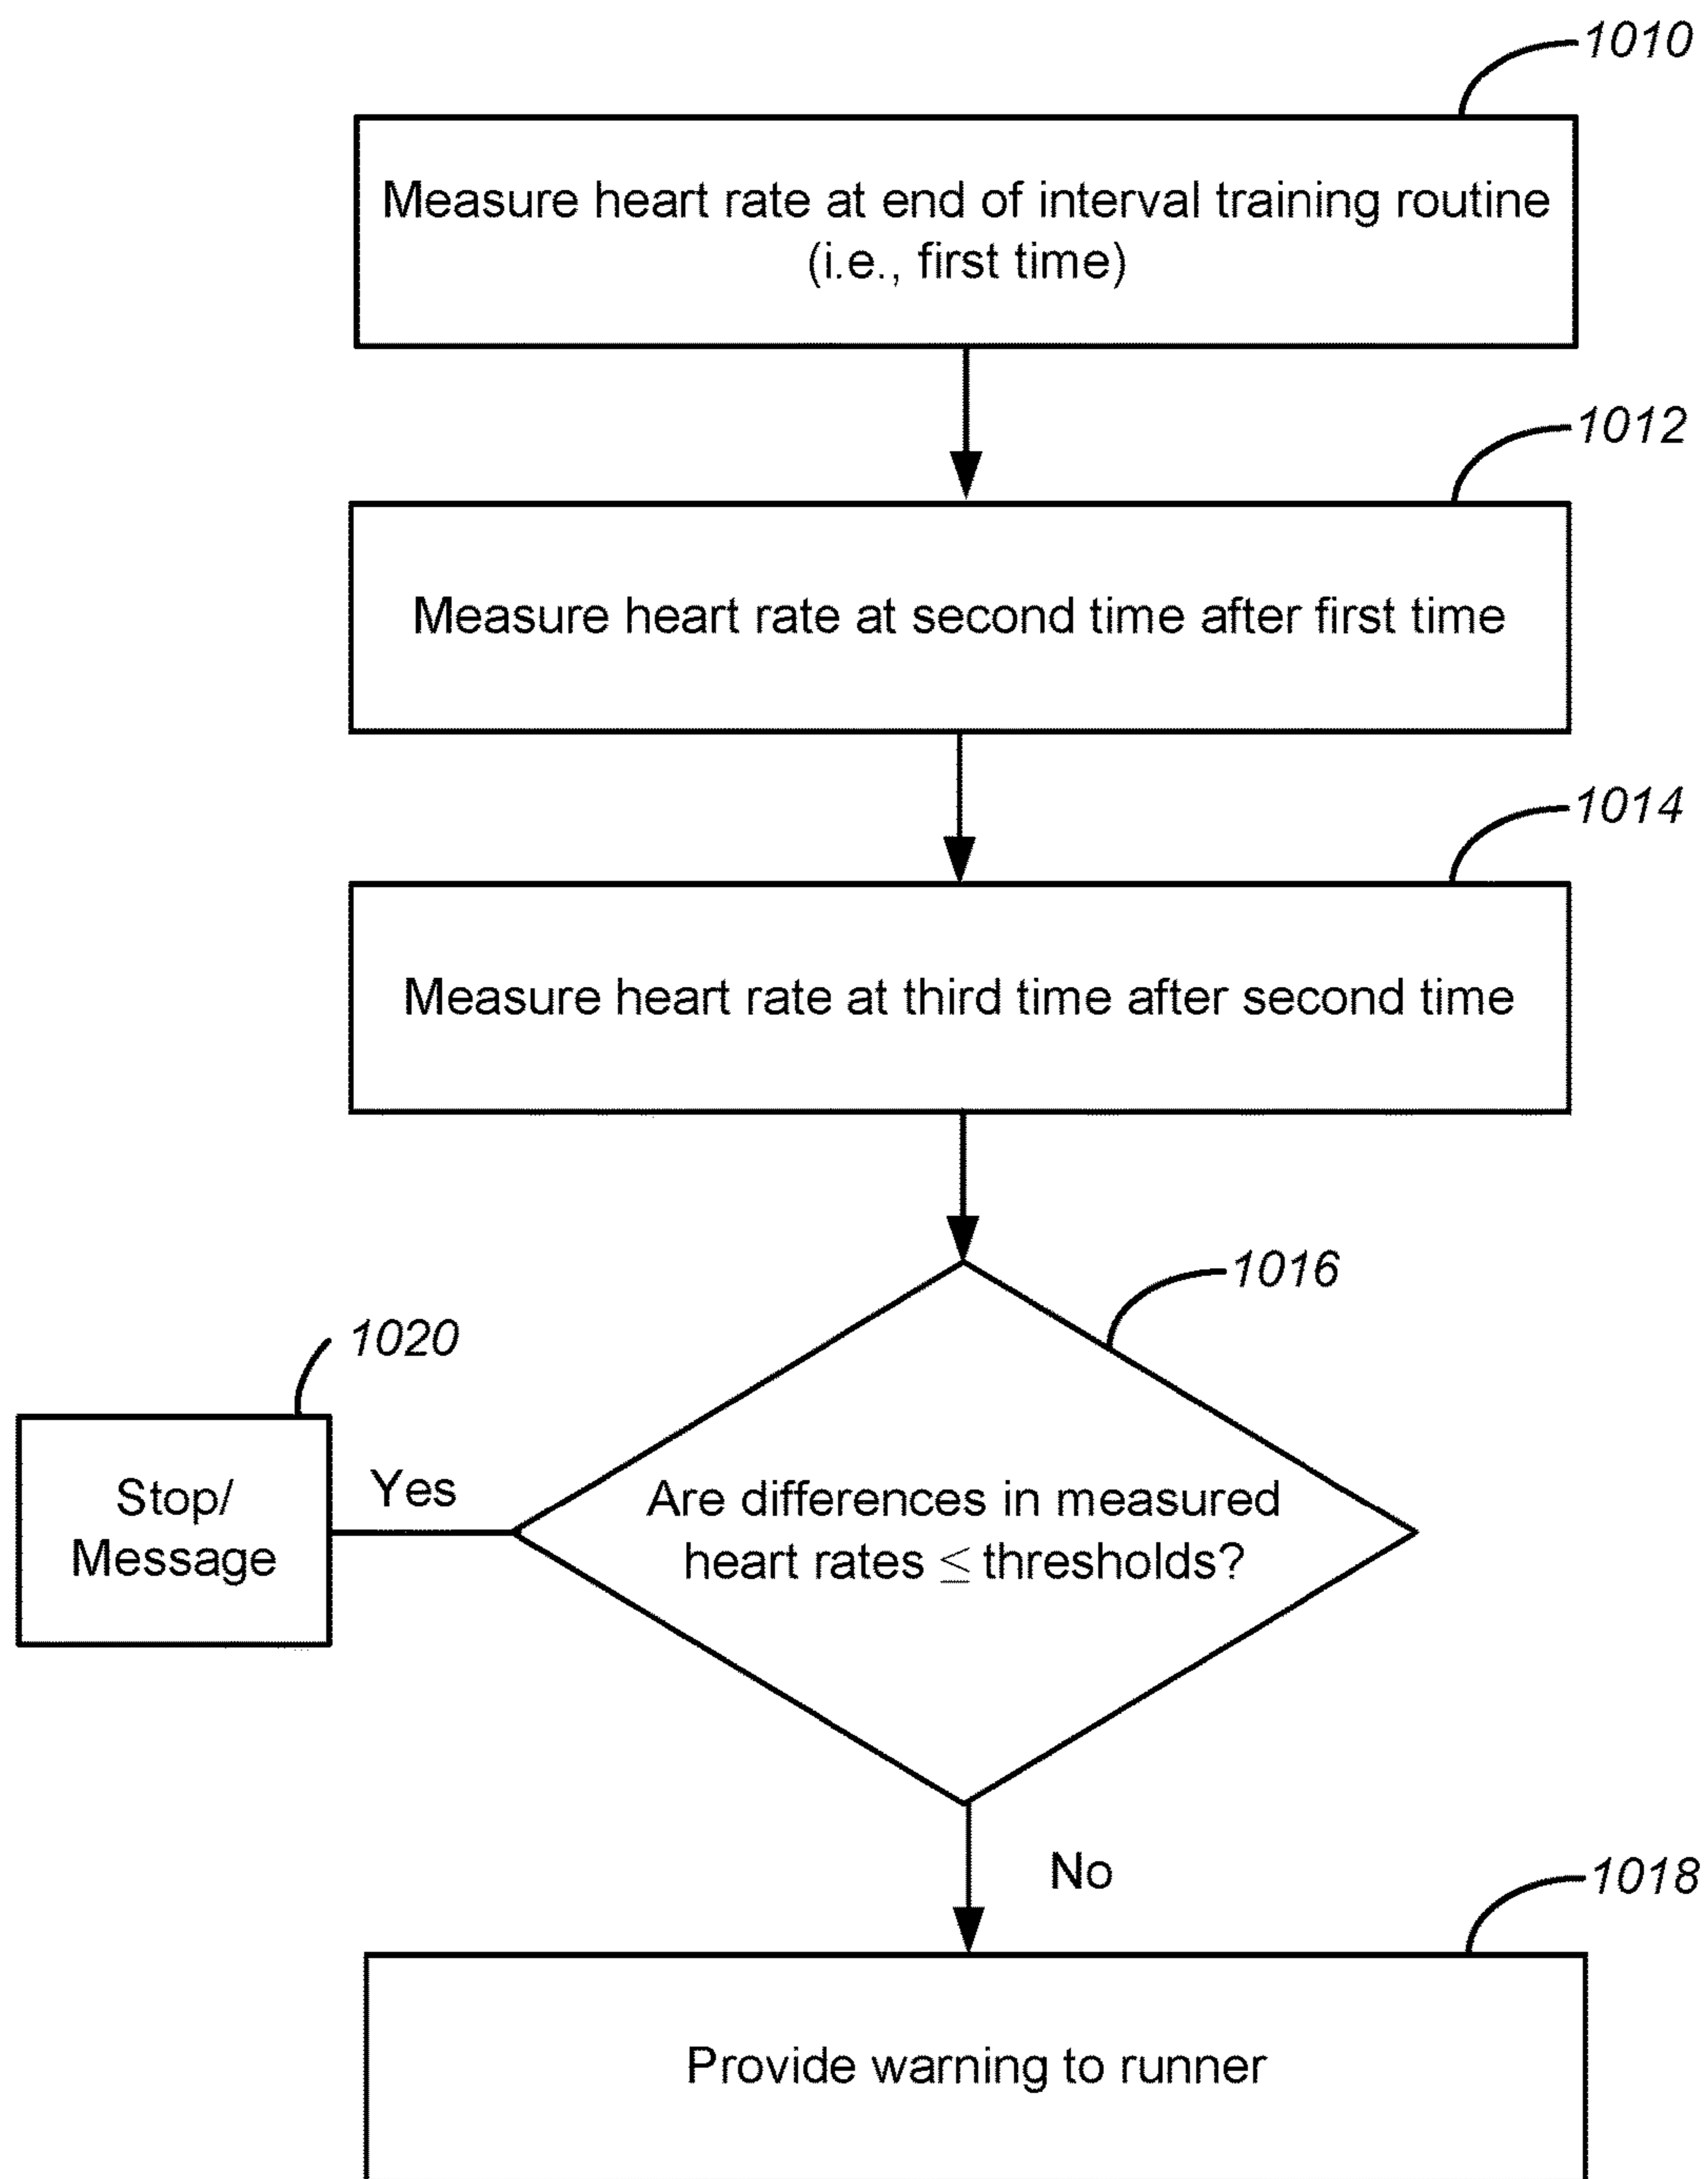 1010
Measure heart rate at end of interval training routine
(i.e., first time)
1012
Measure heart rate at second time after first time
1014
Measure heart rate at third time after second time
1016
1020
Stop/
Message
Yes
Are differences in measured
heart rates ≤ thresholds?
No
1018
Provide warning to runner